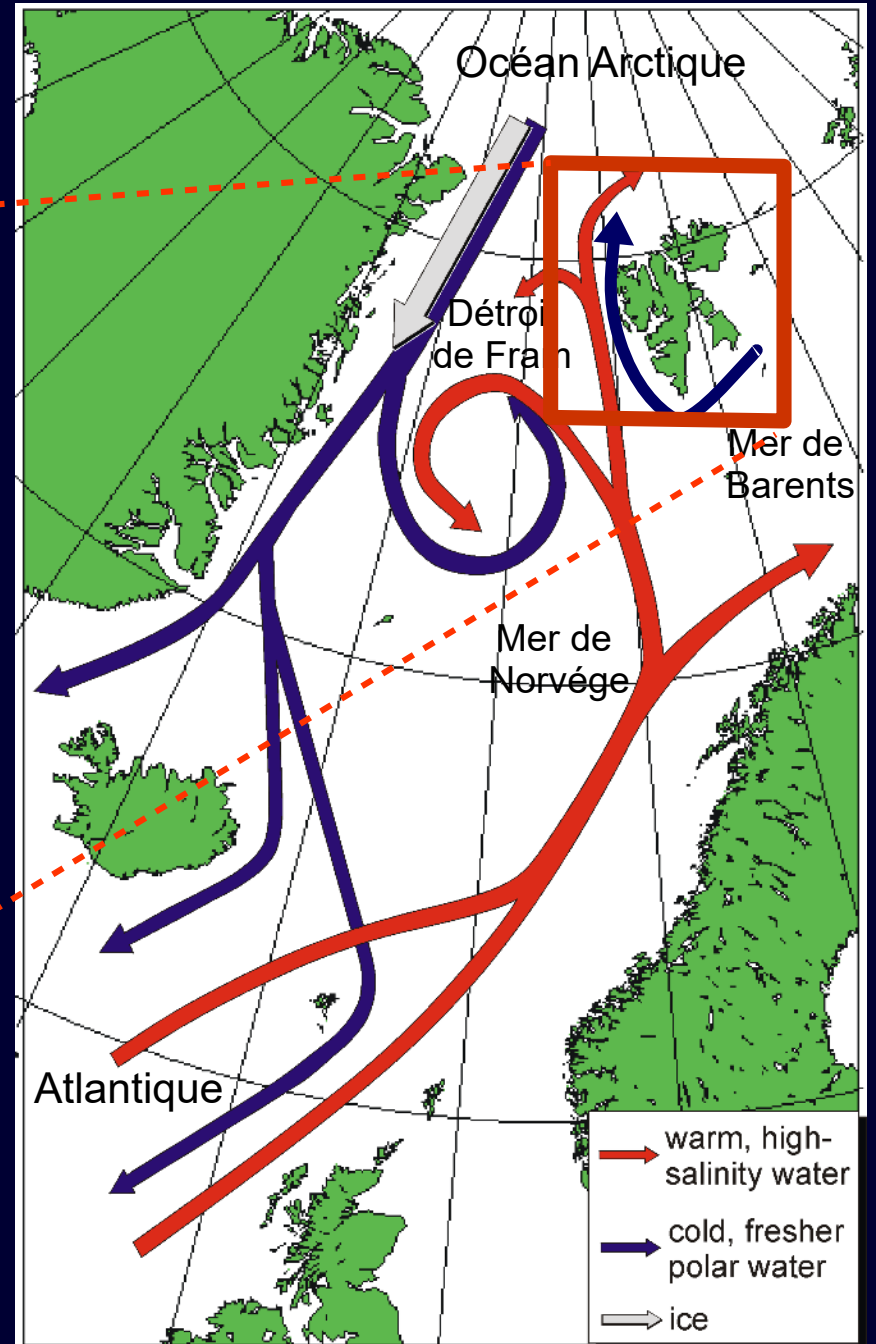 Océan Arctique
Détroi
de Fram
Mer de
Barents
Mer de
Norvége
Atlantique
warm, high-
salinity water
cold, fresher
polar water
ice